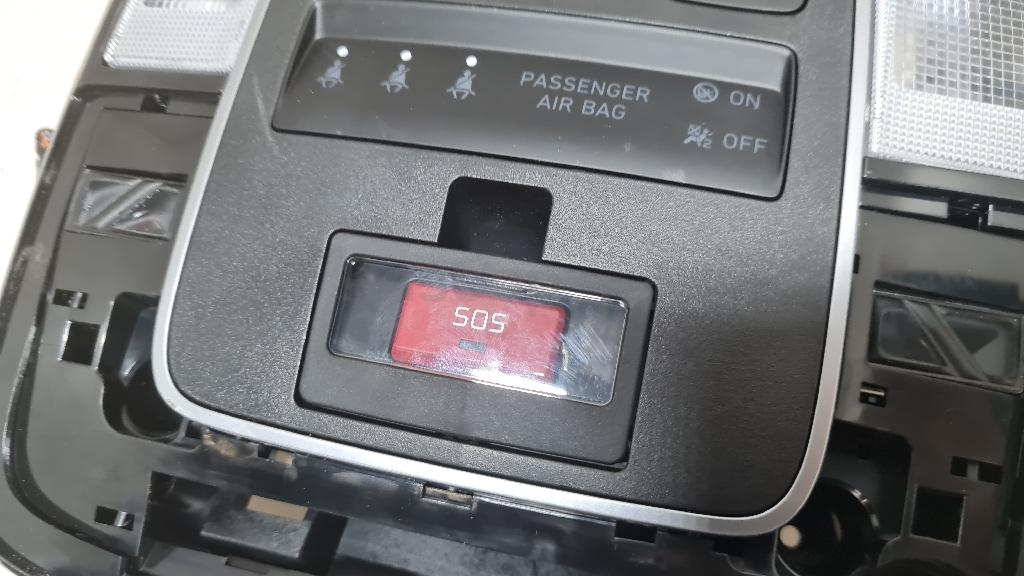 PASSENGER
AIR BAG
ON
OFF
SOS